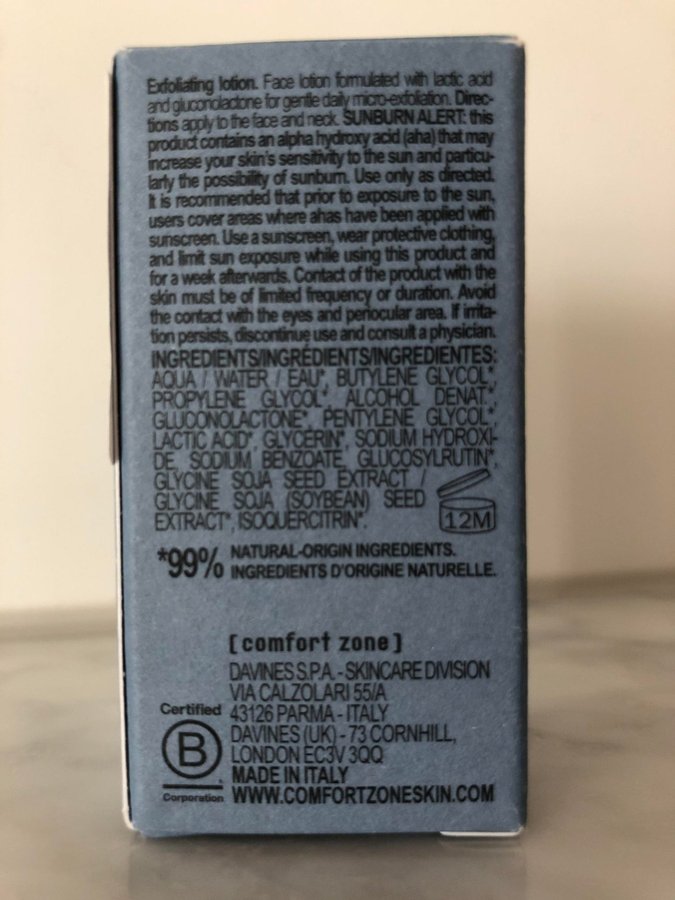 Exfoliating lotion. Face lotion formulated with lactic acid
and gluconolactone for gentle daily micro-exfoliation. Direc-
tions apply to the face and neck. SUNBURN ALERT: this
product contains an alpha hydroxy acid (aha) that may
increase your skin's sensitivity to the sun and particu-
larly the possibility of sunburn. Use only as directed.
It is recommended that prior to exposure to the sun,
users cover areas where ahas have been applied with
sunscreen. Use a sunscreen, wear protective clothing,
and limit sun exposure while using this product and
for a week afterwards. Contact of the product with the
skin must be of limited frequency or duration. Avoid
the contact with the eyes and periocular area. If irrita-
tion persists, discontinue use and consult a physician.
INGREDIENTS/INGRÉDIENTS/INGREDIENTES:
AQUA / WATER / EAU*, BUTYLENE GLYCOL*,
PROPYLENE GLYCOL*, ALCOHOL DENAT.*,
GLUCONOLACTONE*, PENTYLENE GLYCOL*,
LACTIC ACID*, GLYCERIN*, SODIUM HYDROXI-
DE, SODIUM BENZOATE, GLUCOSYLRUTIN*,
GLYCINE SOJA SEED EXTRACT /
GLYCINE SOJA (SOYBEAN) SEED
EXTRACT*, ISOQUERCITRIN*.
12M
*99% NATURAL-ORIGIN INGREDIENTS.
INGREDIENTS D'ORIGINE NATURELLE.
[ comfort zone ]
DAVINES S.P.A. - SKINCARE DIVISION
VIA CALZOLARI 55/A
43126 PARMA - ITALY
DAVINES (UK) - 73 CORNHILL,
LONDON EC3V 3QQ
MADE IN ITALY
WWW.COMFORTZONESKIN.COM
Certified
B
Corporation